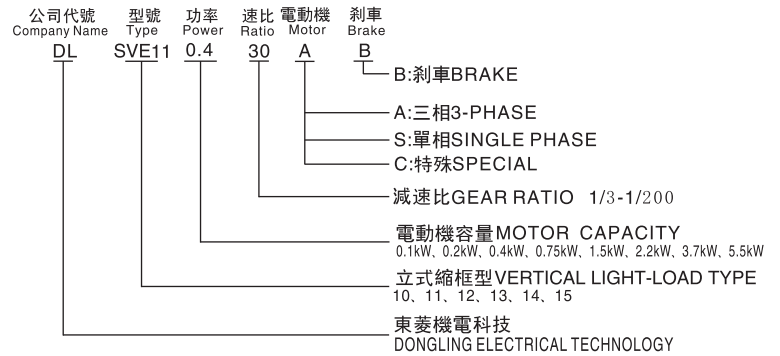 公司代號 型號 功率 速比 電動機 刹車
Company Name Type Power Ratio Motor Brake
DL SVE11 0.4 30 A B
B:刹車BRAKE
A:三相3-PHASE
S:單相SINGLE PHASE
C:特殊SPECIAL
減速比GEAR RATIO 1/3-1/200
電動機容量MOTOR CAPACITY
0.1kW、0.2kW、0.4kW、0.75kW、1.5kW、2.2kW、3.7kW、5.5kW
立式縮框型VERTICAL LIGHT-LOAD TYPE
10、11、12、13、14、15
東菱機電科技
DONGLING ELECTRICAL TECHNOLOGY